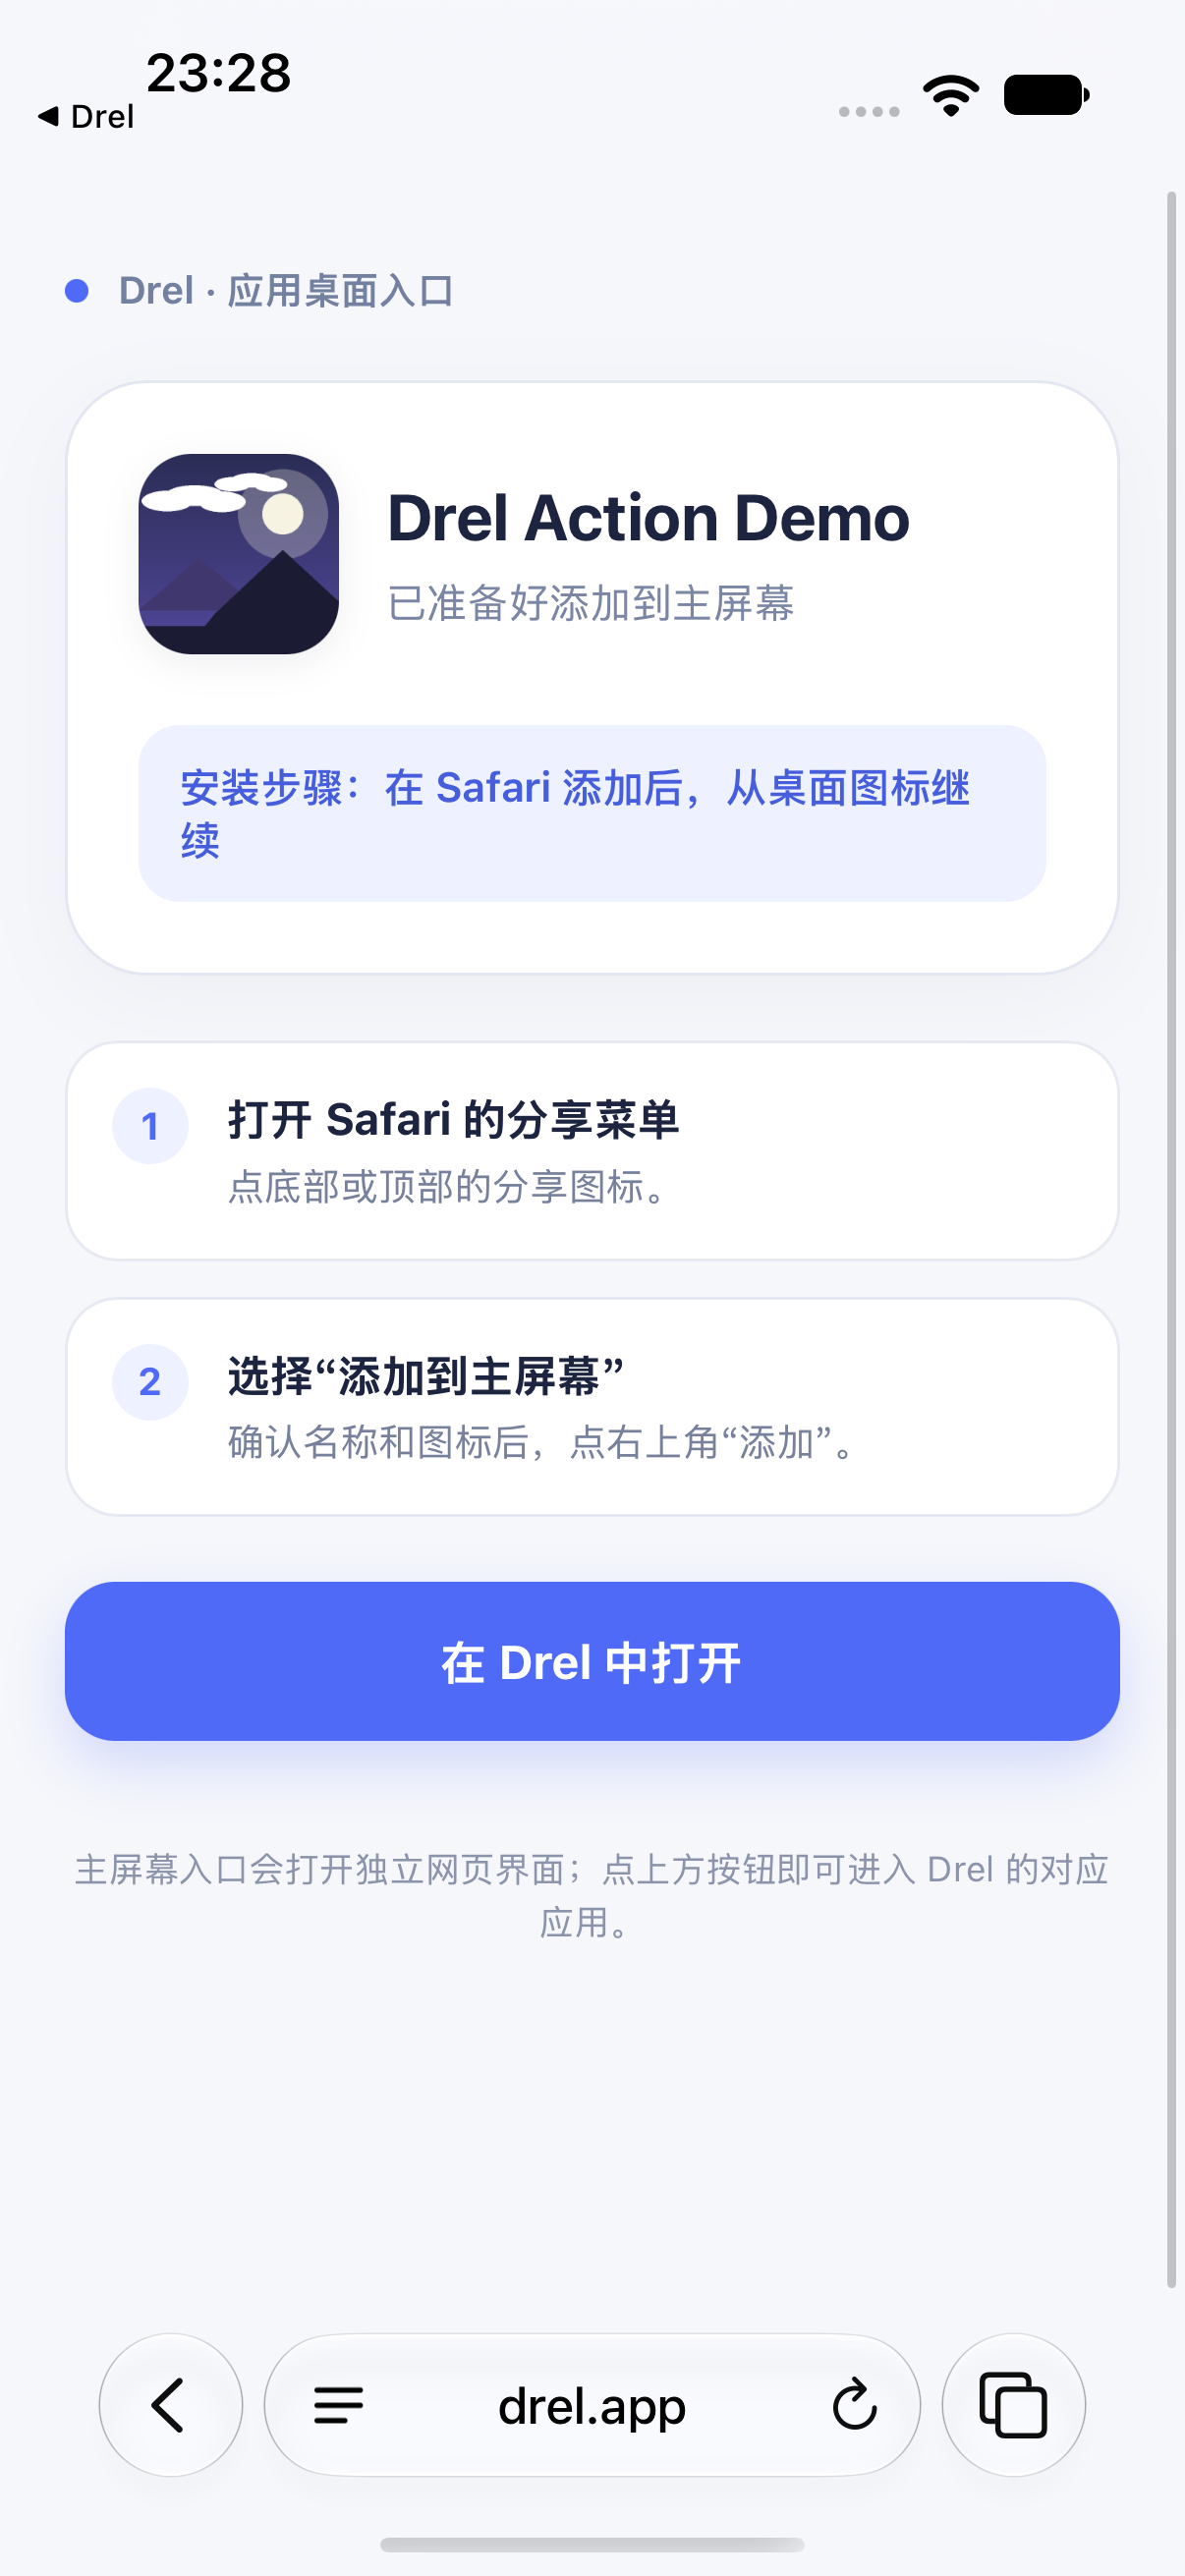 23:28
◀ Drel
Drel · 应用桌面入口
Drel Action Demo
已准备好添加到主屏幕
安装步骤：在 Safari 添加后，从桌面图标继
续
1
打开 Safari 的分享菜单
点底部或顶部的分享图标。
2
选择“添加到主屏幕”
确认名称和图标后，点右上角“添加”。
在 Drel 中打开
主屏幕入口会打开独立网页界面；点上方按钮即可进入 Drel 的对应
应用。
drel.app